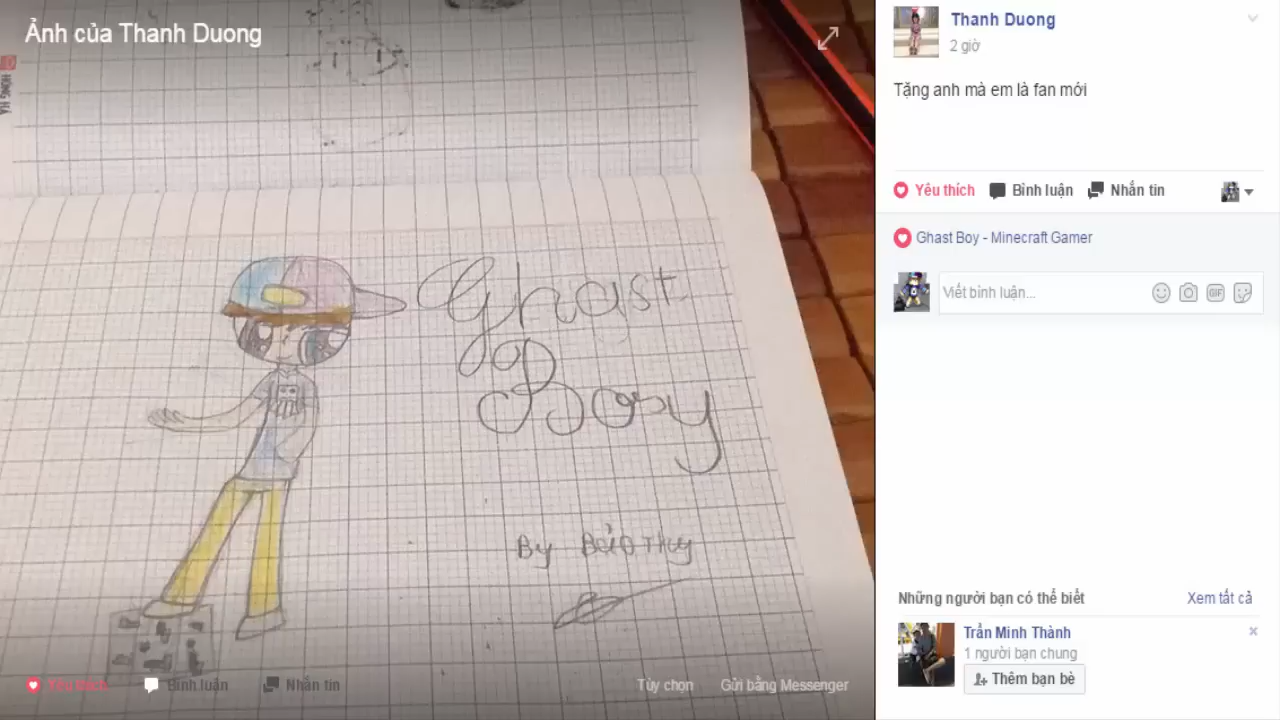 Ảnh của Thanh Duong
HỒNG HÀ
Ghast
Boy
By Bảo Thy
Yêu thích
Bình luận
Nhắn tin
Tùy chọn
Gửi bằng Messenger
Thanh Duong
2 giờ
Tặng anh mà em là fan mới
Yêu thích
Bình luận
Nhắn tin
Ghast Boy - Minecraft Gamer
Viết bình luận...
GIF
Những người bạn có thể biết
Xem tất cả
Trần Minh Thành
1 người bạn chung
Thêm bạn bè